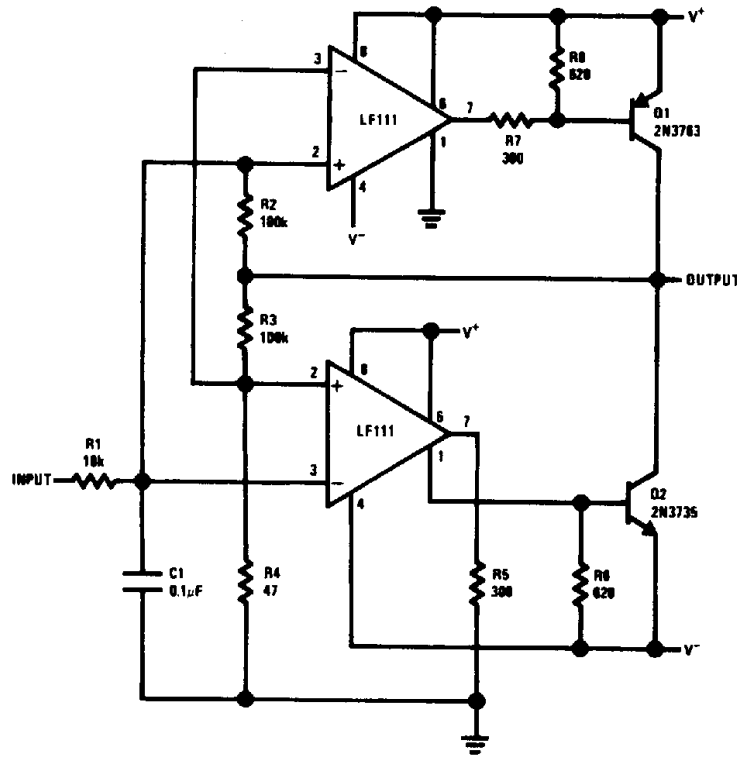 V+
8
R8
620
3
−
6
LF111
7
R7
300
Q1
2N3763
1
2
+
4
V−
R2
100k
OUTPUT
R3
100k
V+
8
2
+
6
LF111
7
1
R1
10k
INPUT
3
−
4
Q2
2N3735
C1
0.1µF
R4
47
R5
300
R6
620
V−